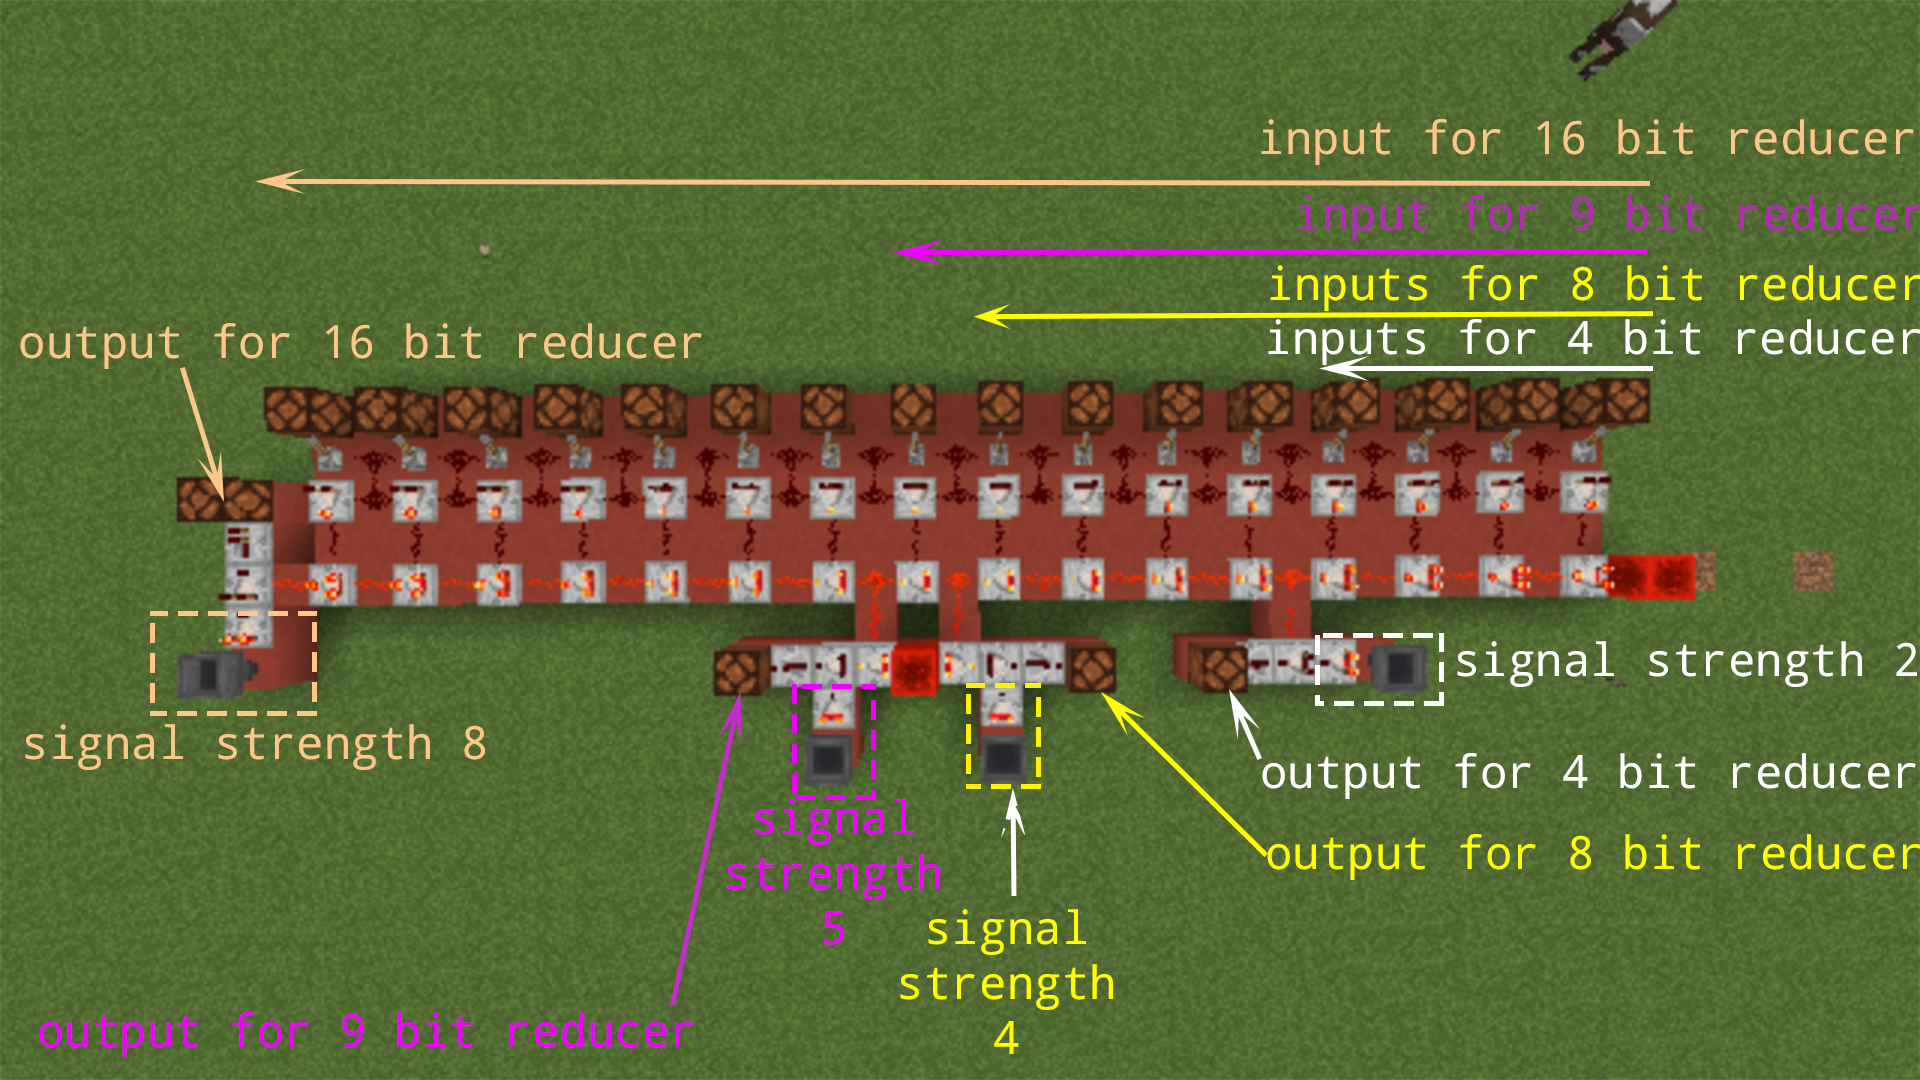 input for 16 bit reducer
input for 9 bit reducer
inputs for 8 bit reducer
inputs for 4 bit reducer
output for 16 bit reducer
signal strength 2
signal strength 8
output for 4 bit reducer
signal
strength
5
output for 8 bit reducer
signal
strength
4
output for 9 bit reducer